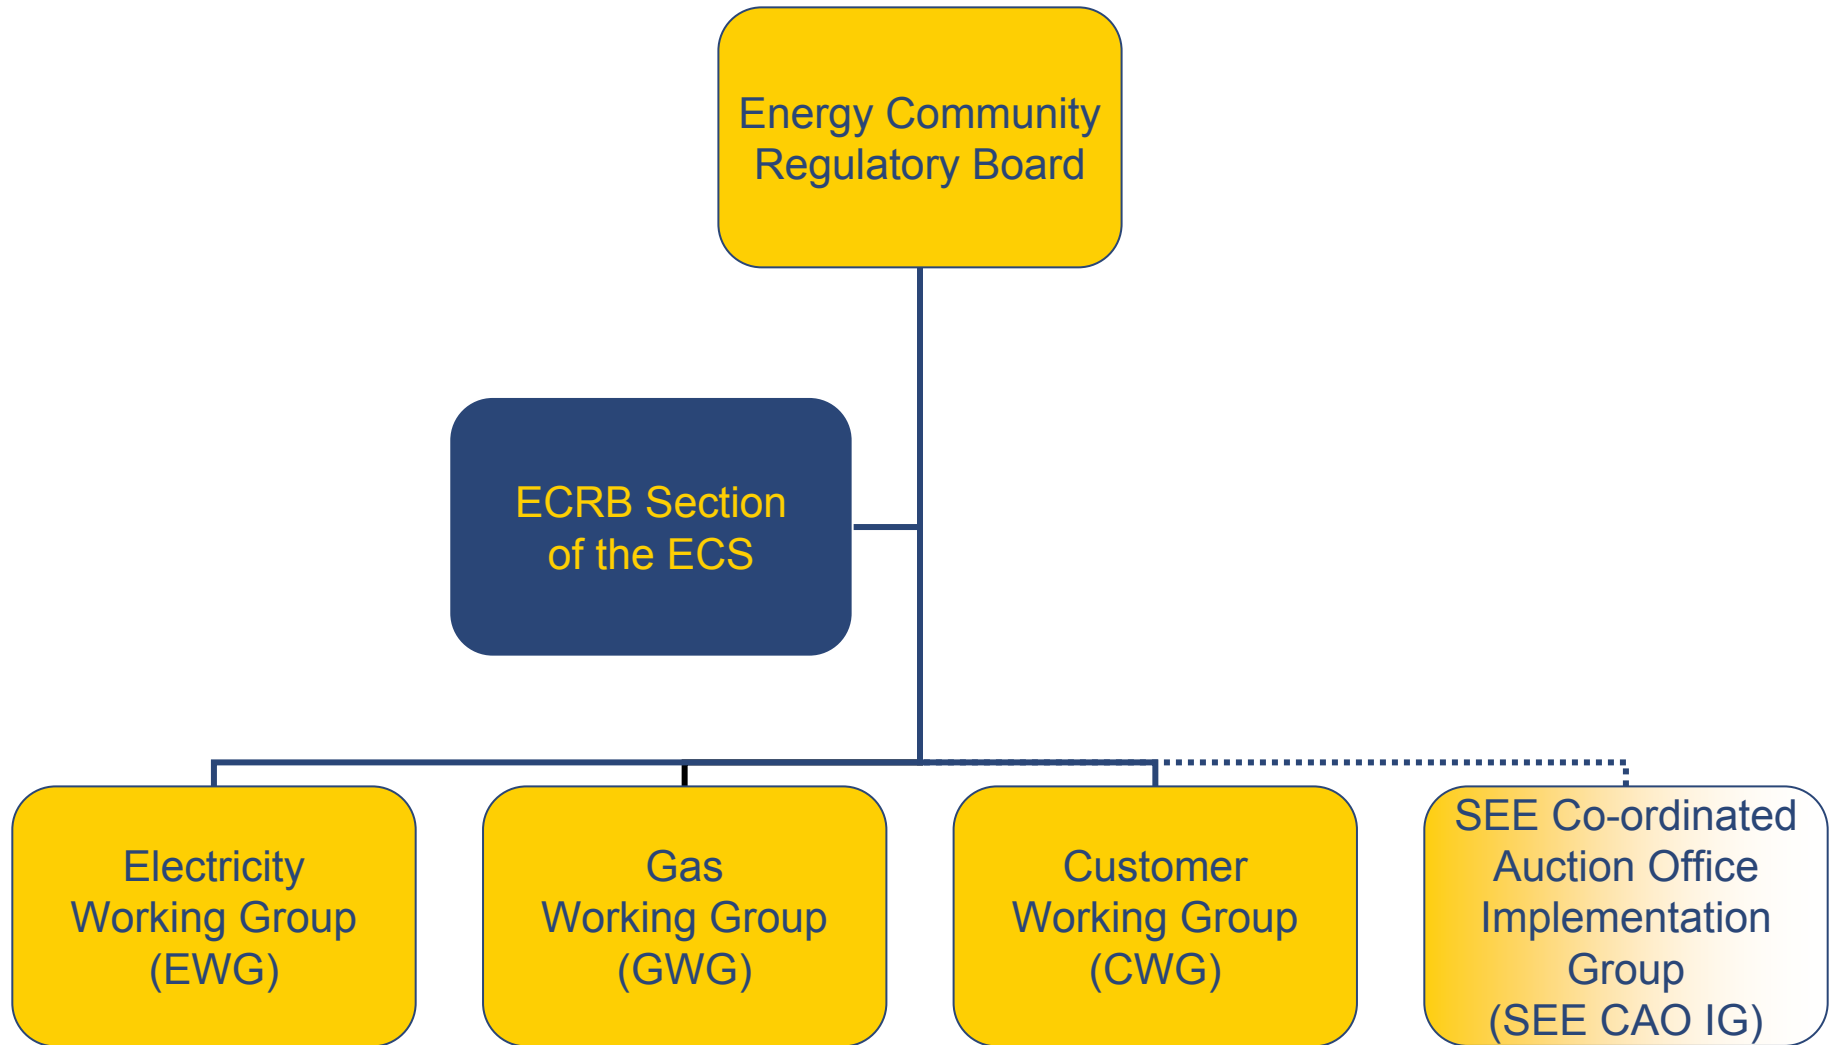 Energy Community
Regulatory Board
ECRB Section
of the ECS
Electricity
Working Group
(EWG)
Gas
Working Group
(GWG)
Customer
Working Group
(CWG)
SEE Co-ordinated
Auction Office
Implementation
Group
(SEE CAO IG)